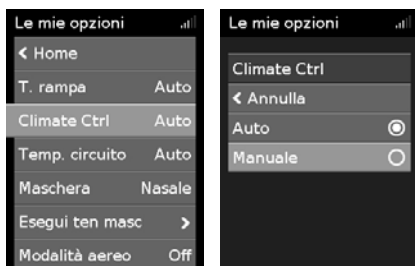 Le mie opzioni
< Home
T. rampa Auto
Climate Ctrl Auto
Temp. circuito Auto
Maschera Nasale
Esegui ten masc >
Modalità aereo Off
Le mie opzioni
Climate Ctrl
< Annulla
Auto
Manuale